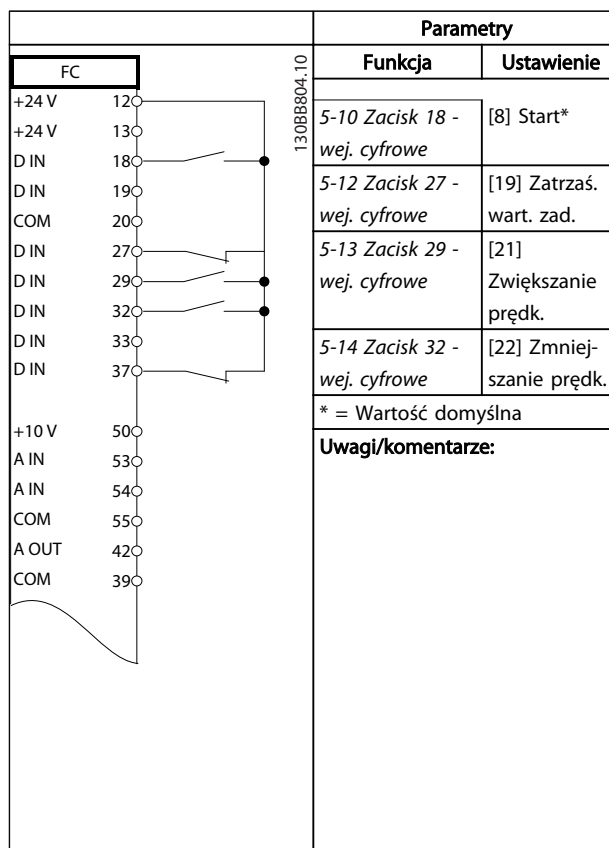 Parametry
FC
130BB804.10
Funkcja Ustawienie
+24 V 12
+24 V 13
D IN 18
D IN 19
COM 20
D IN 27
D IN 29
D IN 32
D IN 33
D IN 37
+10 V 50
A IN 53
A IN 54
COM 55
A OUT 42
COM 39
5-10 Zacisk 18 - [8] Start*
wej. cyfrowe
5-12 Zacisk 27 - [19] Zatrzaś.
wej. cyfrowe wart. zad.
5-13 Zacisk 29 - [21]
wej. cyfrowe Zwiększanie
prędk.
5-14 Zacisk 32 - [22] Zmniej-
wej. cyfrowe szanie prędk.
* = Wartość domyślna
Uwagi/komentarze: